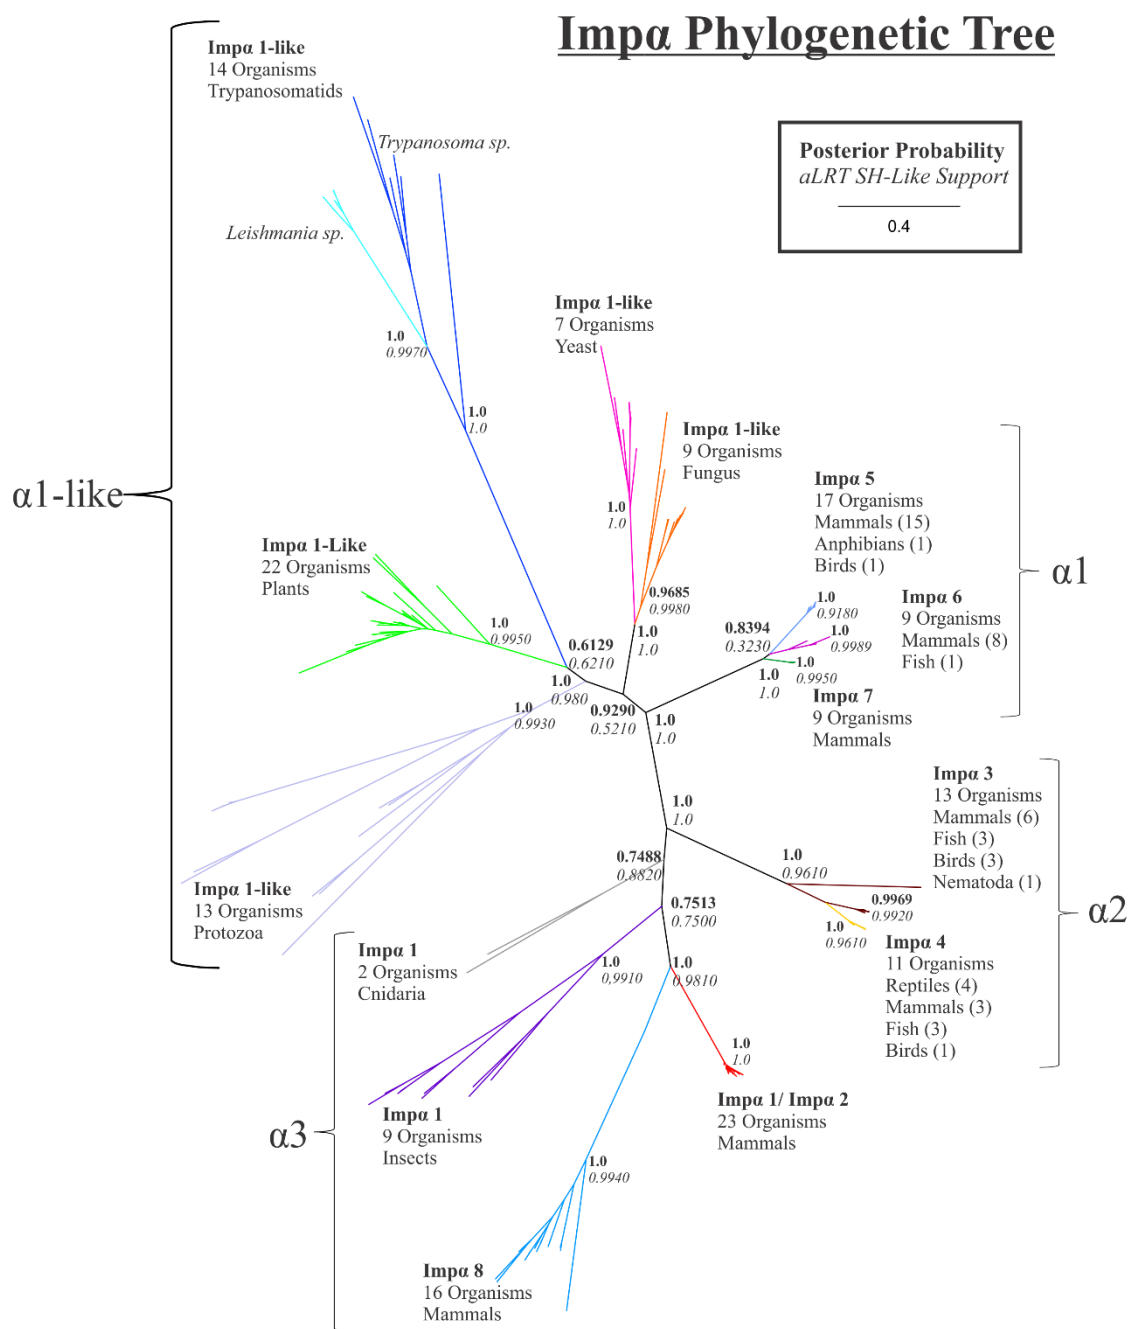 Impα Phylogenetic Tree
Impα 1-like
14 Organisms
Trypanosomatids
Trypanosoma sp.
Leishmania sp.
Posterior Probability
aLRT SH-Like Support
0.4
1.0
0.9970
1.0
1.0
Impα 1-like
7 Organisms
Yeast
1.0
1.0
Impα 1-like
9 Organisms
Fungus
0.9685
0.9980
1.0
1.0
α1-like
Impα 1-Like
22 Organisms
Plants
1.0
0.9950
0.6129
0.6210
1.0
0.980
1.0
0.9930
0.9290
0.5210
1.0
1.0
Impα 5
17 Organisms
Mammals (15)
Anphibians (1)
Birds (1)
α1
1.0
0.9180
0.8394
0.3230
1.0
0.9989
1.0
0.9950
1.0
1.0
Impα 6
9 Organisms
Mammals (8)
Fish (1)
Impα 7
9 Organisms
Mammals
Impα 1-like
13 Organisms
Protozoa
1.0
1.0
Impα 3
13 Organisms
Mammals (6)
Fish (3)
Birds (3)
Nematoda (1)
1.0
0.9610
0.9969
0.9920
1.0
0.9610
α2
Impα 4
11 Organisms
Reptiles (4)
Mammals (3)
Fish (3)
Birds (1)
0.7488
0.8820
0.7513
0.7500
Impα 1
2 Organisms
Cnidaria
1.0
0,9910
1.0
0.9810
1.0
1.0
Impα 1/ Impα 2
23 Organisms
Mammals
α3
Impα 1
9 Organisms
Insects
1.0
0.9940
Impα 8
16 Organisms
Mammals